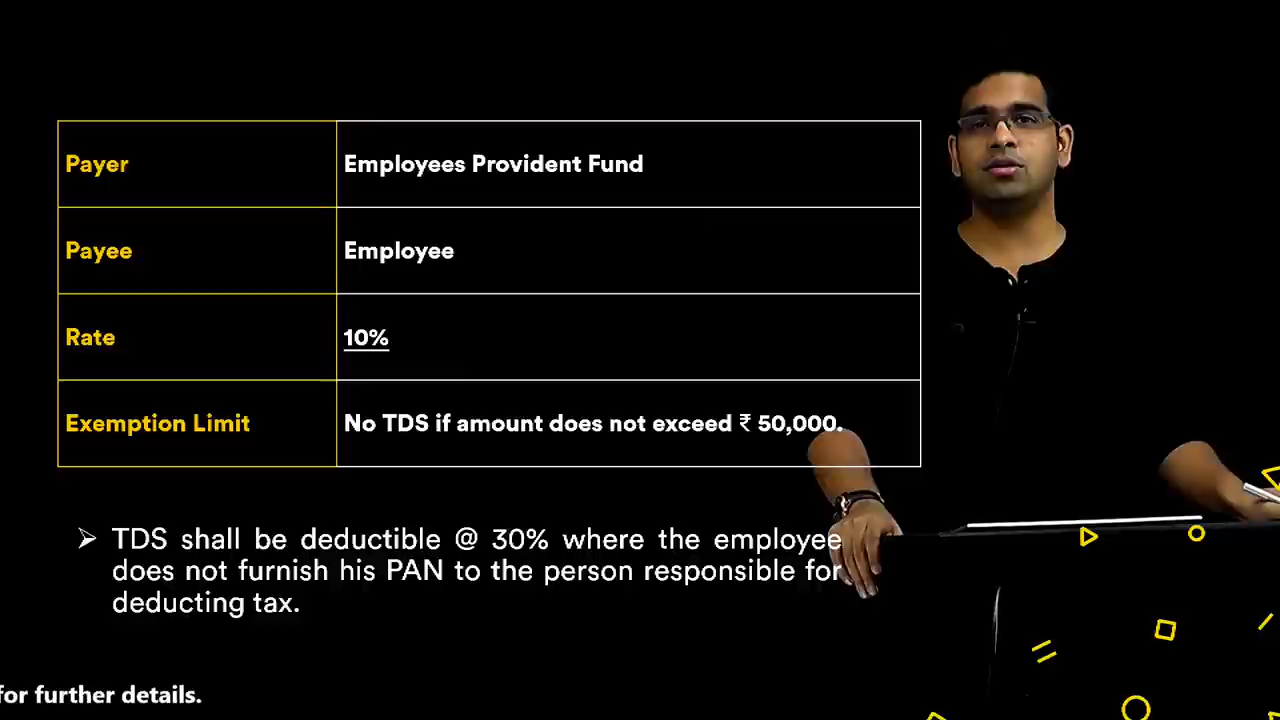 Payer
Employees Provident Fund
Payee
Employee
Rate
10%
Exemption Limit
No TDS if amount does not exceed ₹ 50,000.
➢ TDS shall be deductible @ 30% where the employee
does not furnish his PAN to the person responsible for
deducting tax.
for further details.